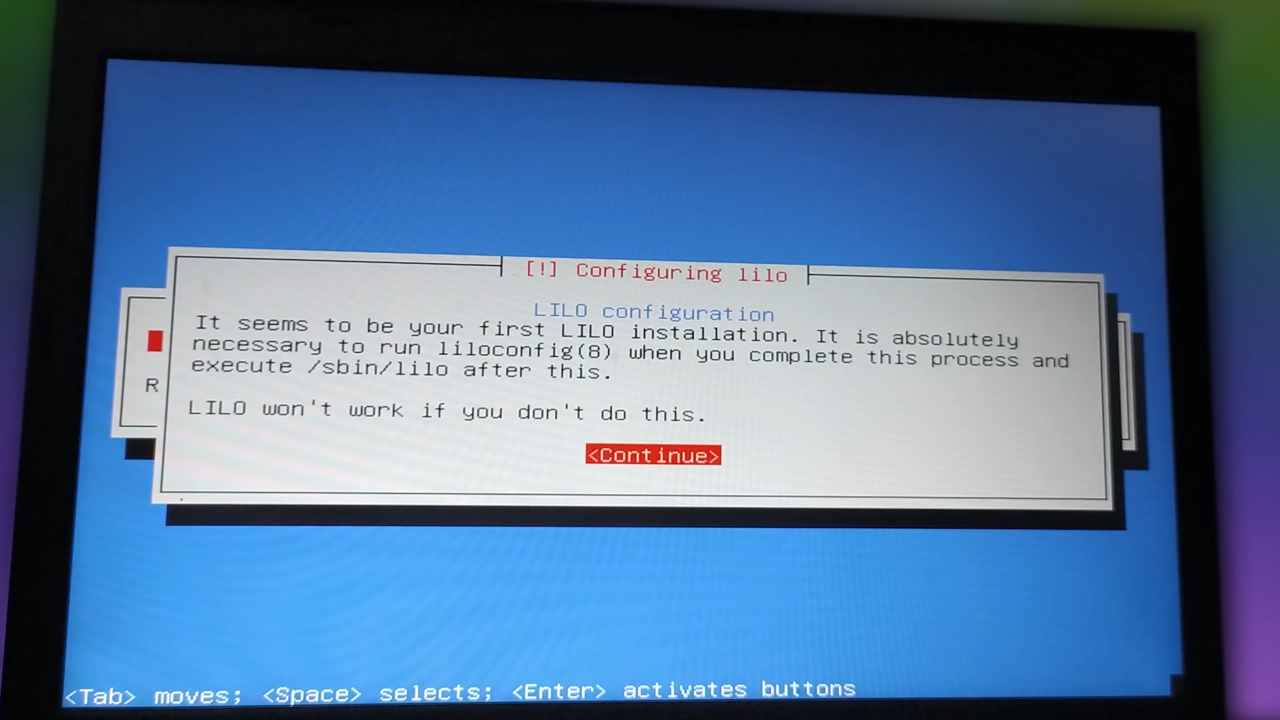 [!] Configuring lilo
LILO configuration
It seems to be your first LILO installation. It is absolutely
necessary to run liloconfig(8) when you complete this process and
execute /sbin/lilo after this.
R
LILO won't work if you don't do this.
<Continue>
<Tab> moves; <Space> selects; <Enter> activates buttons